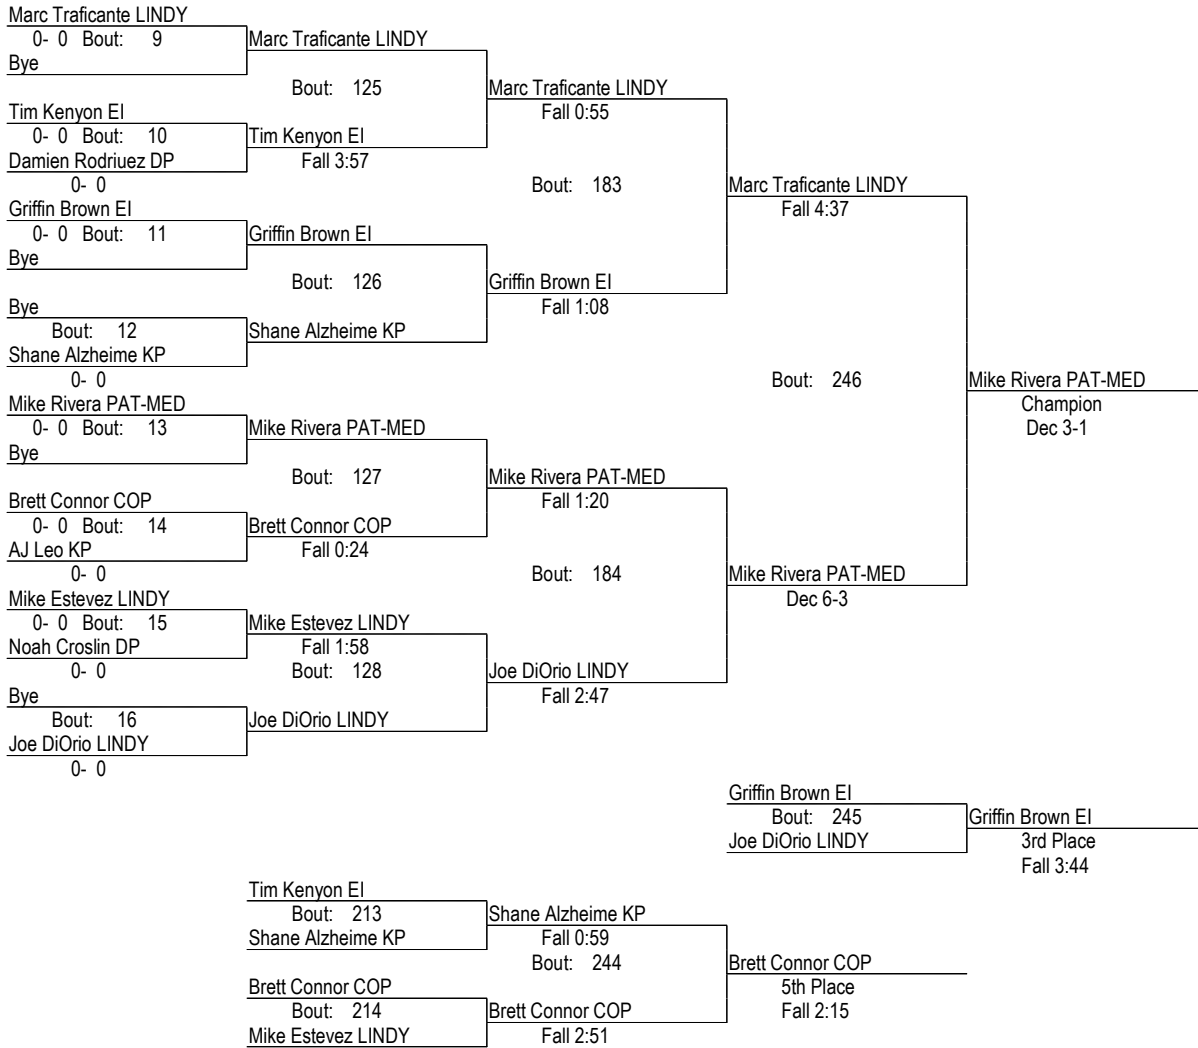 Marc Traficante LINDY
0- 0 Bout: 9
Marc Traficante LINDY
Bye
Bout: 125
Marc Traficante LINDY
Fall 0:55
Tim Kenyon EI
0- 0 Bout: 10
Tim Kenyon EI
Damien Rodriuez DP
Fall 3:57
0- 0
Bout: 183
Marc Traficante LINDY
Fall 4:37
Griffin Brown EI
0- 0 Bout: 11
Griffin Brown EI
Bye
Bout: 126
Griffin Brown EI
Fall 1:08
Bye
Bout: 12
Shane Alzheime KP
Shane Alzheime KP
0- 0
Bout: 246
Mike Rivera PAT-MED
Champion
Dec 3-1
Mike Rivera PAT-MED
0- 0 Bout: 13
Mike Rivera PAT-MED
Bye
Bout: 127
Mike Rivera PAT-MED
Fall 1:20
Brett Connor COP
0- 0 Bout: 14
Brett Connor COP
AJ Leo KP
Fall 0:24
0- 0
Bout: 184
Mike Rivera PAT-MED
Dec 6-3
Mike Estevez LINDY
0- 0 Bout: 15
Mike Estevez LINDY
Noah Croslin DP
Fall 1:58
0- 0
Bout: 128
Joe DiOrio LINDY
Fall 2:47
Bye
Bout: 16
Joe DiOrio LINDY
Joe DiOrio LINDY
0- 0
Griffin Brown EI
Bout: 245
Griffin Brown EI
Joe DiOrio LINDY
3rd Place
Fall 3:44
Tim Kenyon EI
Bout: 213
Shane Alzheime KP
Shane Alzheime KP
Fall 0:59
Bout: 244
Brett Connor COP
5th Place
Fall 2:15
Brett Connor COP
Bout: 214
Brett Connor COP
Mike Estevez LINDY
Fall 2:51